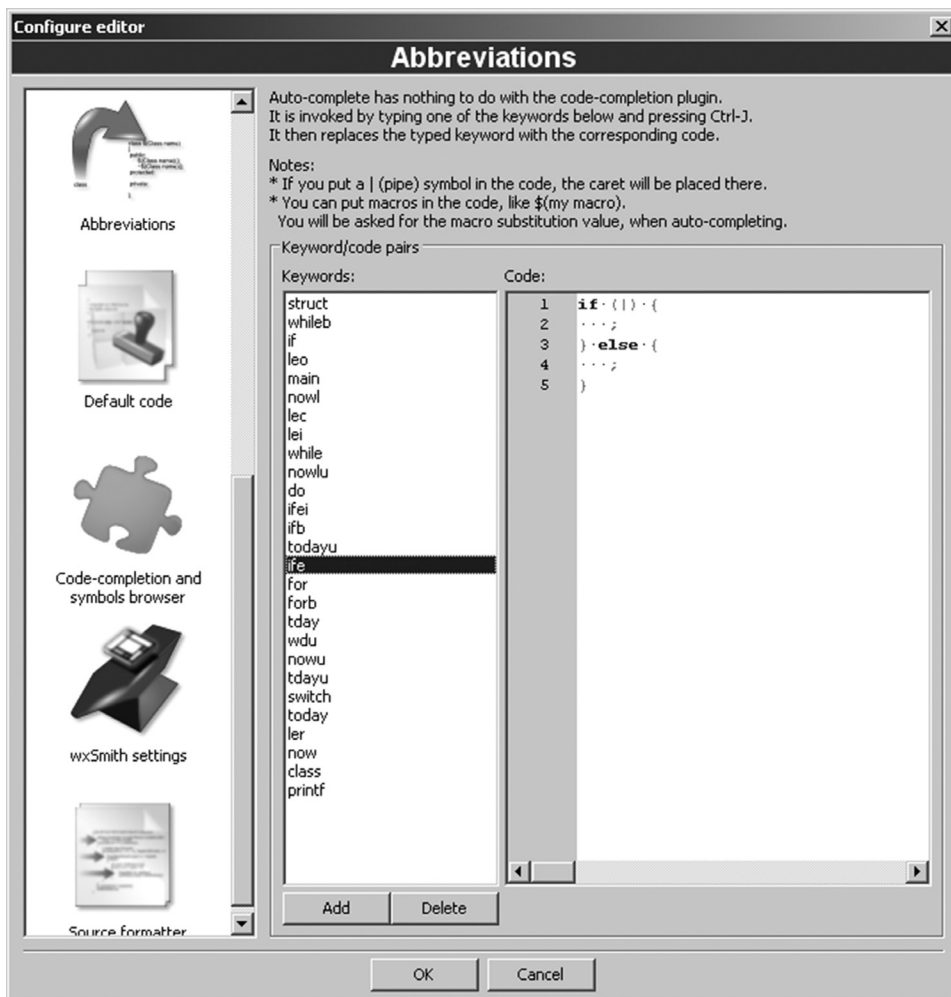 Configure editor
Abbreviations
Abbreviations
Default code
Code-completion and
symbols browser
wxSmith settings
Source formatter
Auto-complete has nothing to do with the code-completion plugin.
It is invoked by typing one of the keywords below and pressing Ctrl-J.
It then replaces the typed keyword with the corresponding code.
Notes:
* If you put a | (pipe) symbol in the code, the caret will be placed there.
* You can put macros in the code, like $(my macro).
You will be asked for the macro substitution value, when auto-completing.
Keyword/code pairs
Keywords:
struct
whileb
if
leo
main
nowl
lec
lei
while
nowlu
do
ifei
ifb
todayu
ife
for
forb
tday
wdu
nowu
tdayu
switch
today
ler
now
class
printf
Add Delete
Code:
1 if·(|)·{
2 ···;
3 }·else·{
4 ···;
5 }
OK Cancel